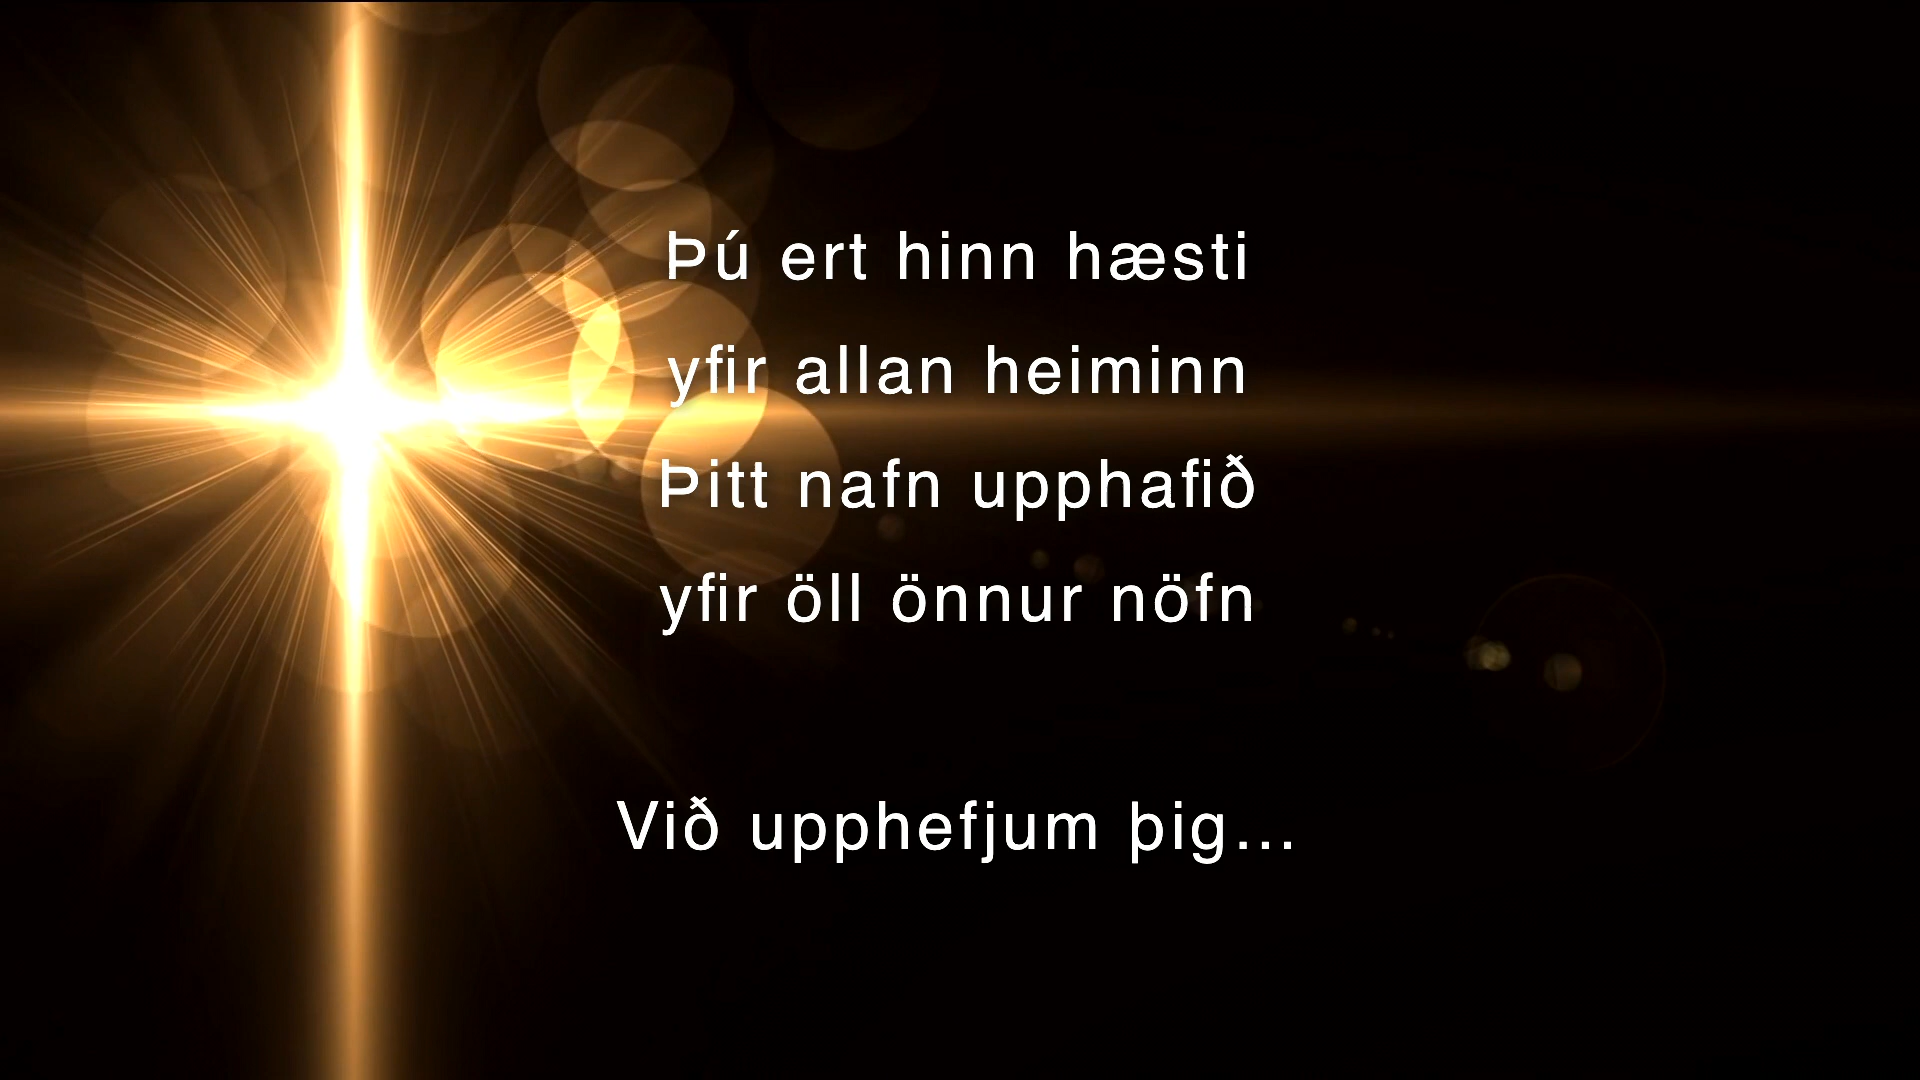 Þú ert hinn hæsti
yfir allan heiminn
Þitt nafn upphafið
yfir öll önnur nöfn
Við upphefjum þig...